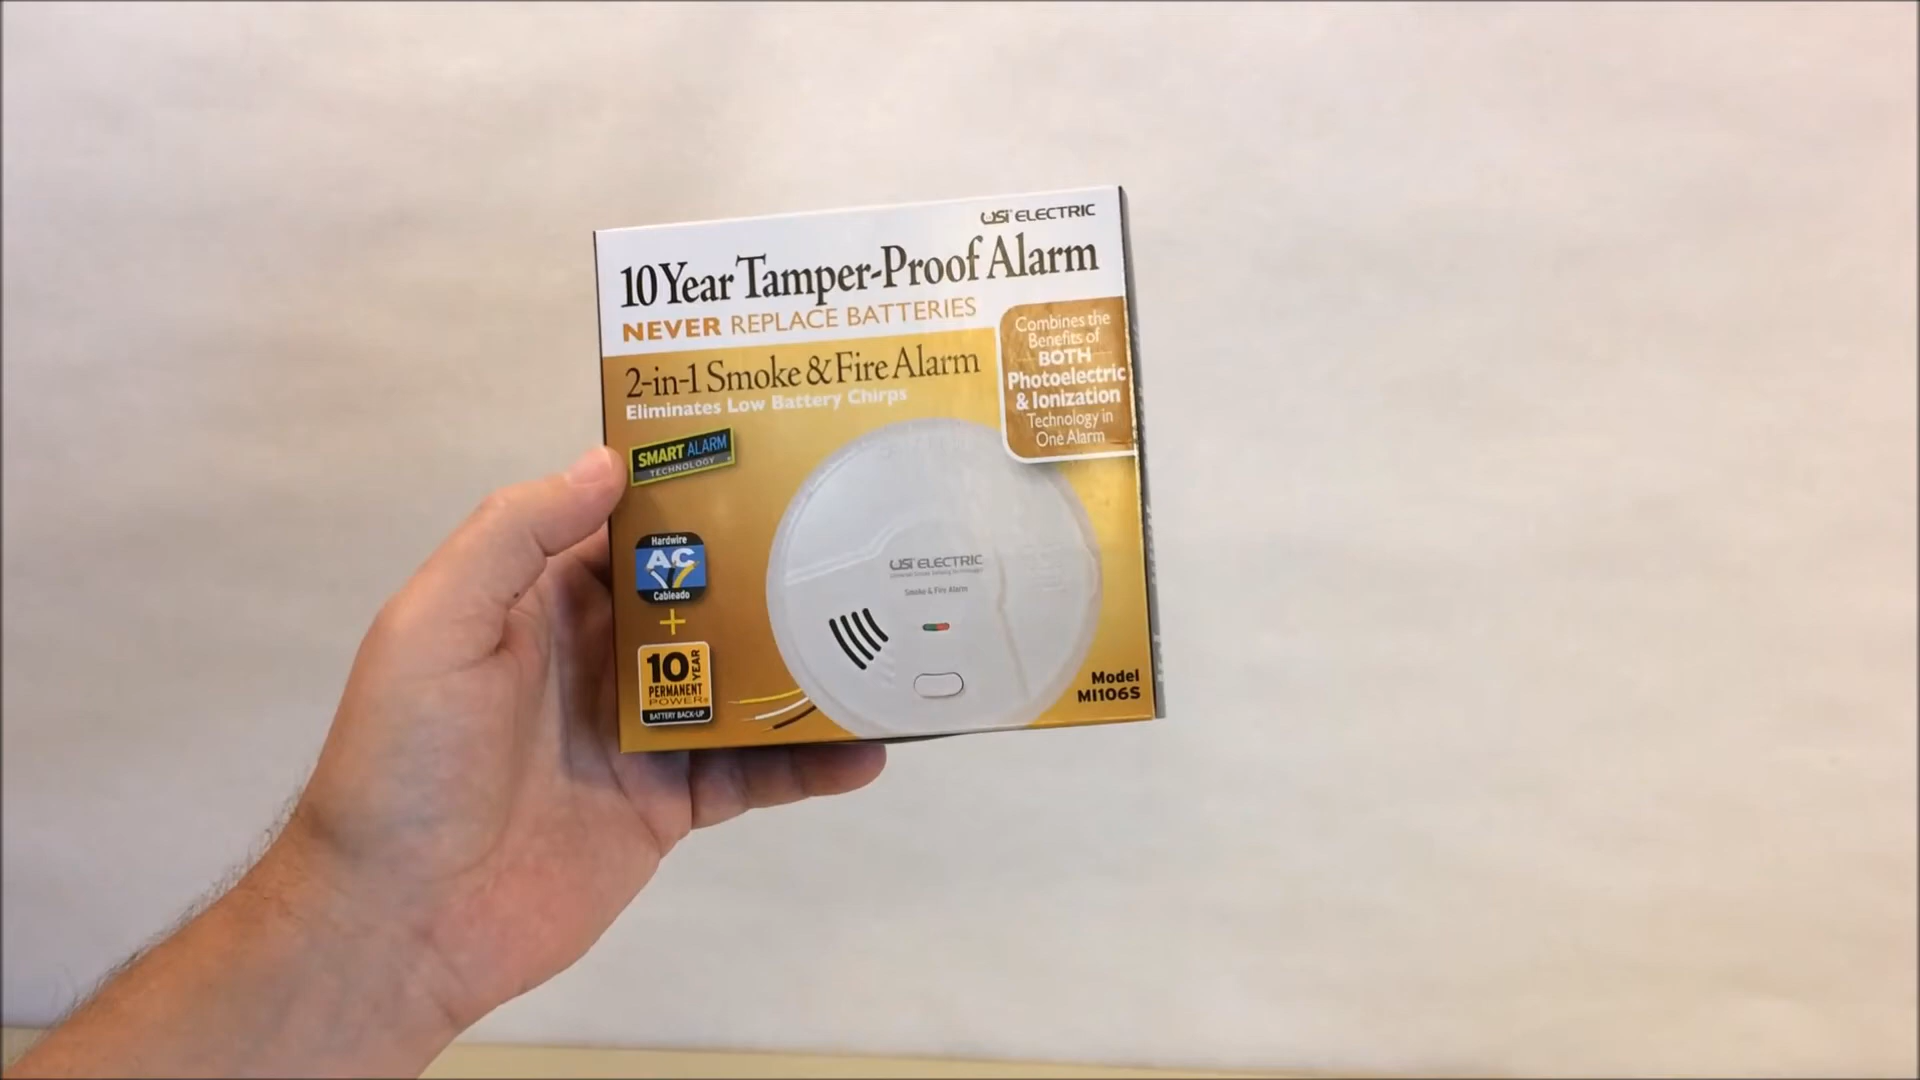 USI ELECTRIC
10 Year Tamper-Proof Alarm
NEVER REPLACE BATTERIES
Combines the
Benefits of
BOTH
Photoelectric
& Ionization
Technology in
One Alarm
2-in-1 Smoke & Fire Alarm
Eliminates Low Battery Chirps
SMART ALARM
TECHNOLOGY
Hardwire
AC
Cableado
+
10 YEAR
PERMANENT
POWER®
BATTERY BACK-UP
USI ELECTRIC
Smoke & Fire Alarm
Model
MI106S